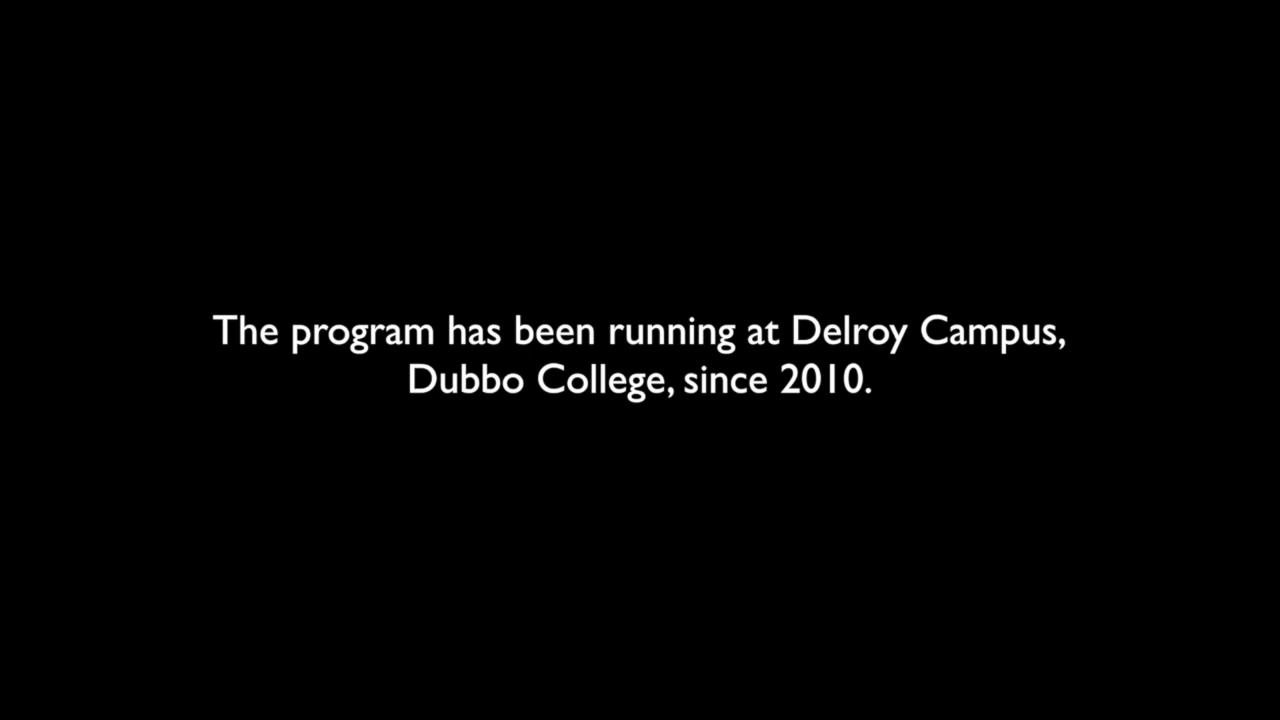 The program has been running at Delroy Campus,
Dubbo College, since 2010.